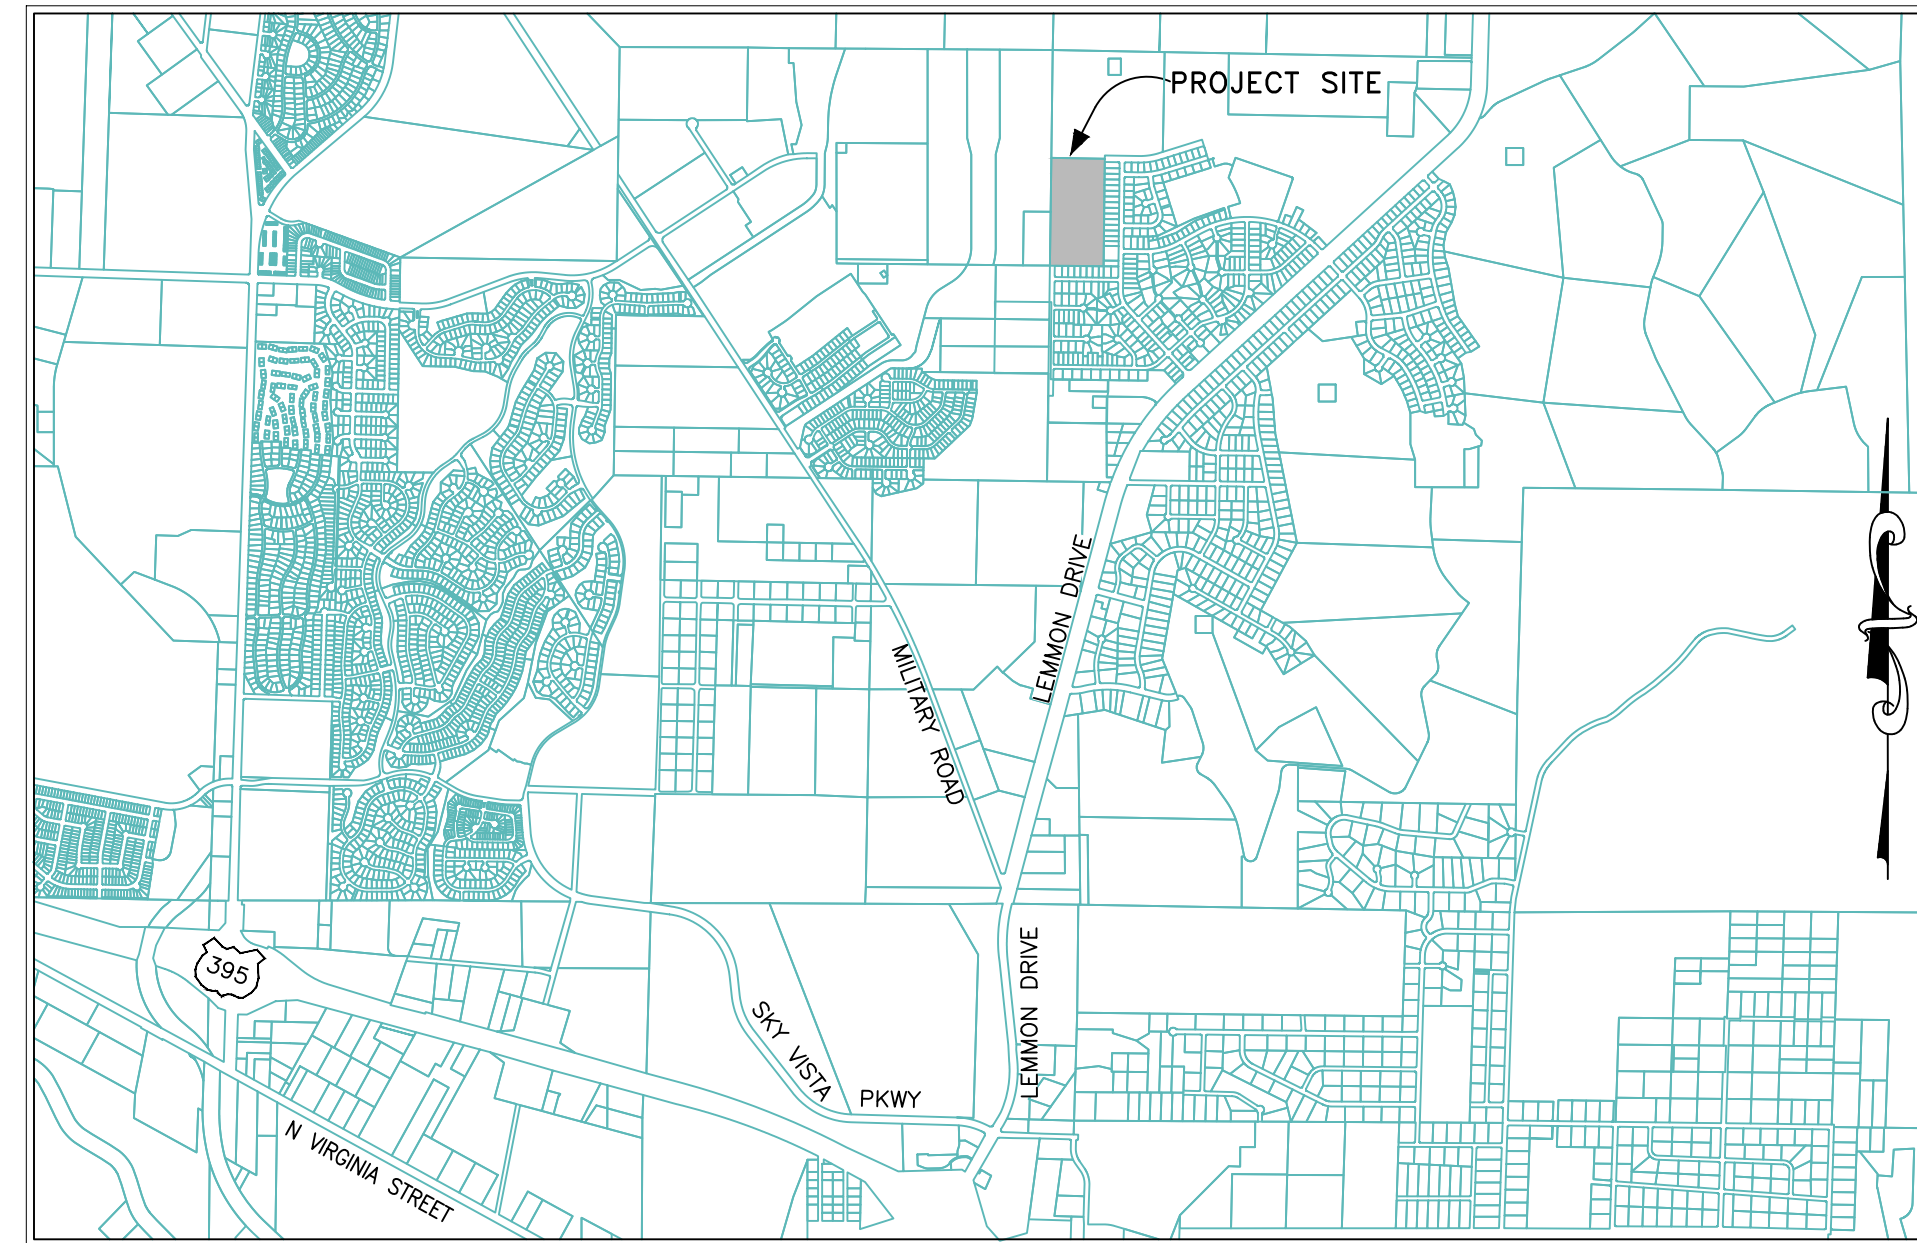 PROJECT SITE
LEMMON DRIVE
MILITARY ROAD
LEMMON DRIVE
395
SKY VISTA PKWY
N VIRGINIA STREET